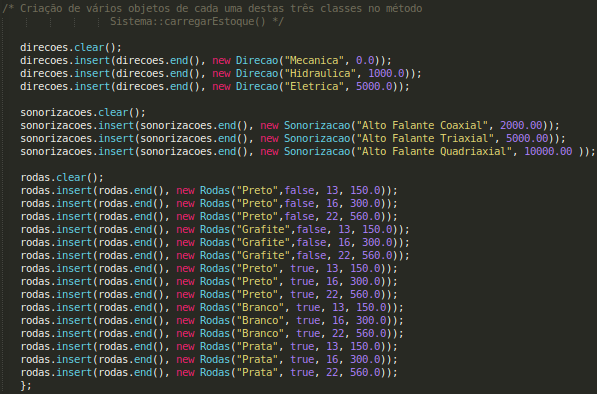 /* Criação de vários objetos de cada uma destas três classes no método
Sistema::carregarEstoque() */
direcoes.clear();
direcoes.insert(direcoes.end(), new Direcao("Mecanica", 0.0));
direcoes.insert(direcoes.end(), new Direcao("Hidraulica", 1000.0));
direcoes.insert(direcoes.end(), new Direcao("Eletrica", 5000.0));
sonorizacoes.clear();
sonorizacoes.insert(sonorizacoes.end(), new Sonorizacao("Alto Falante Coaxial", 2000.00));
sonorizacoes.insert(sonorizacoes.end(), new Sonorizacao("Alto Falante Triaxial", 5000.00));
sonorizacoes.insert(sonorizacoes.end(), new Sonorizacao("Alto Falante Quadriaxial", 10000.00 ));
rodas.clear();
rodas.insert(rodas.end(), new Rodas("Preto",false, 13, 150.0));
rodas.insert(rodas.end(), new Rodas("Preto",false, 16, 300.0));
rodas.insert(rodas.end(), new Rodas("Preto",false, 22, 560.0));
rodas.insert(rodas.end(), new Rodas("Grafite",false, 13, 150.0));
rodas.insert(rodas.end(), new Rodas("Grafite",false, 16, 300.0));
rodas.insert(rodas.end(), new Rodas("Grafite", false, 22, 560.0));
rodas.insert(rodas.end(), new Rodas("Preto", true, 13, 150.0));
rodas.insert(rodas.end(), new Rodas("Preto", true, 16, 300.0));
rodas.insert(rodas.end(), new Rodas("Preto", true, 22, 560.0));
rodas.insert(rodas.end(), new Rodas("Branco", true, 13, 150.0));
rodas.insert(rodas.end(), new Rodas("Branco", true, 16, 300.0));
rodas.insert(rodas.end(), new Rodas("Branco", true, 22, 560.0));
rodas.insert(rodas.end(), new Rodas("Prata", true, 13, 150.0));
rodas.insert(rodas.end(), new Rodas("Prata", true, 16, 300.0));
rodas.insert(rodas.end(), new Rodas("Prata", true, 22, 560.0));
};